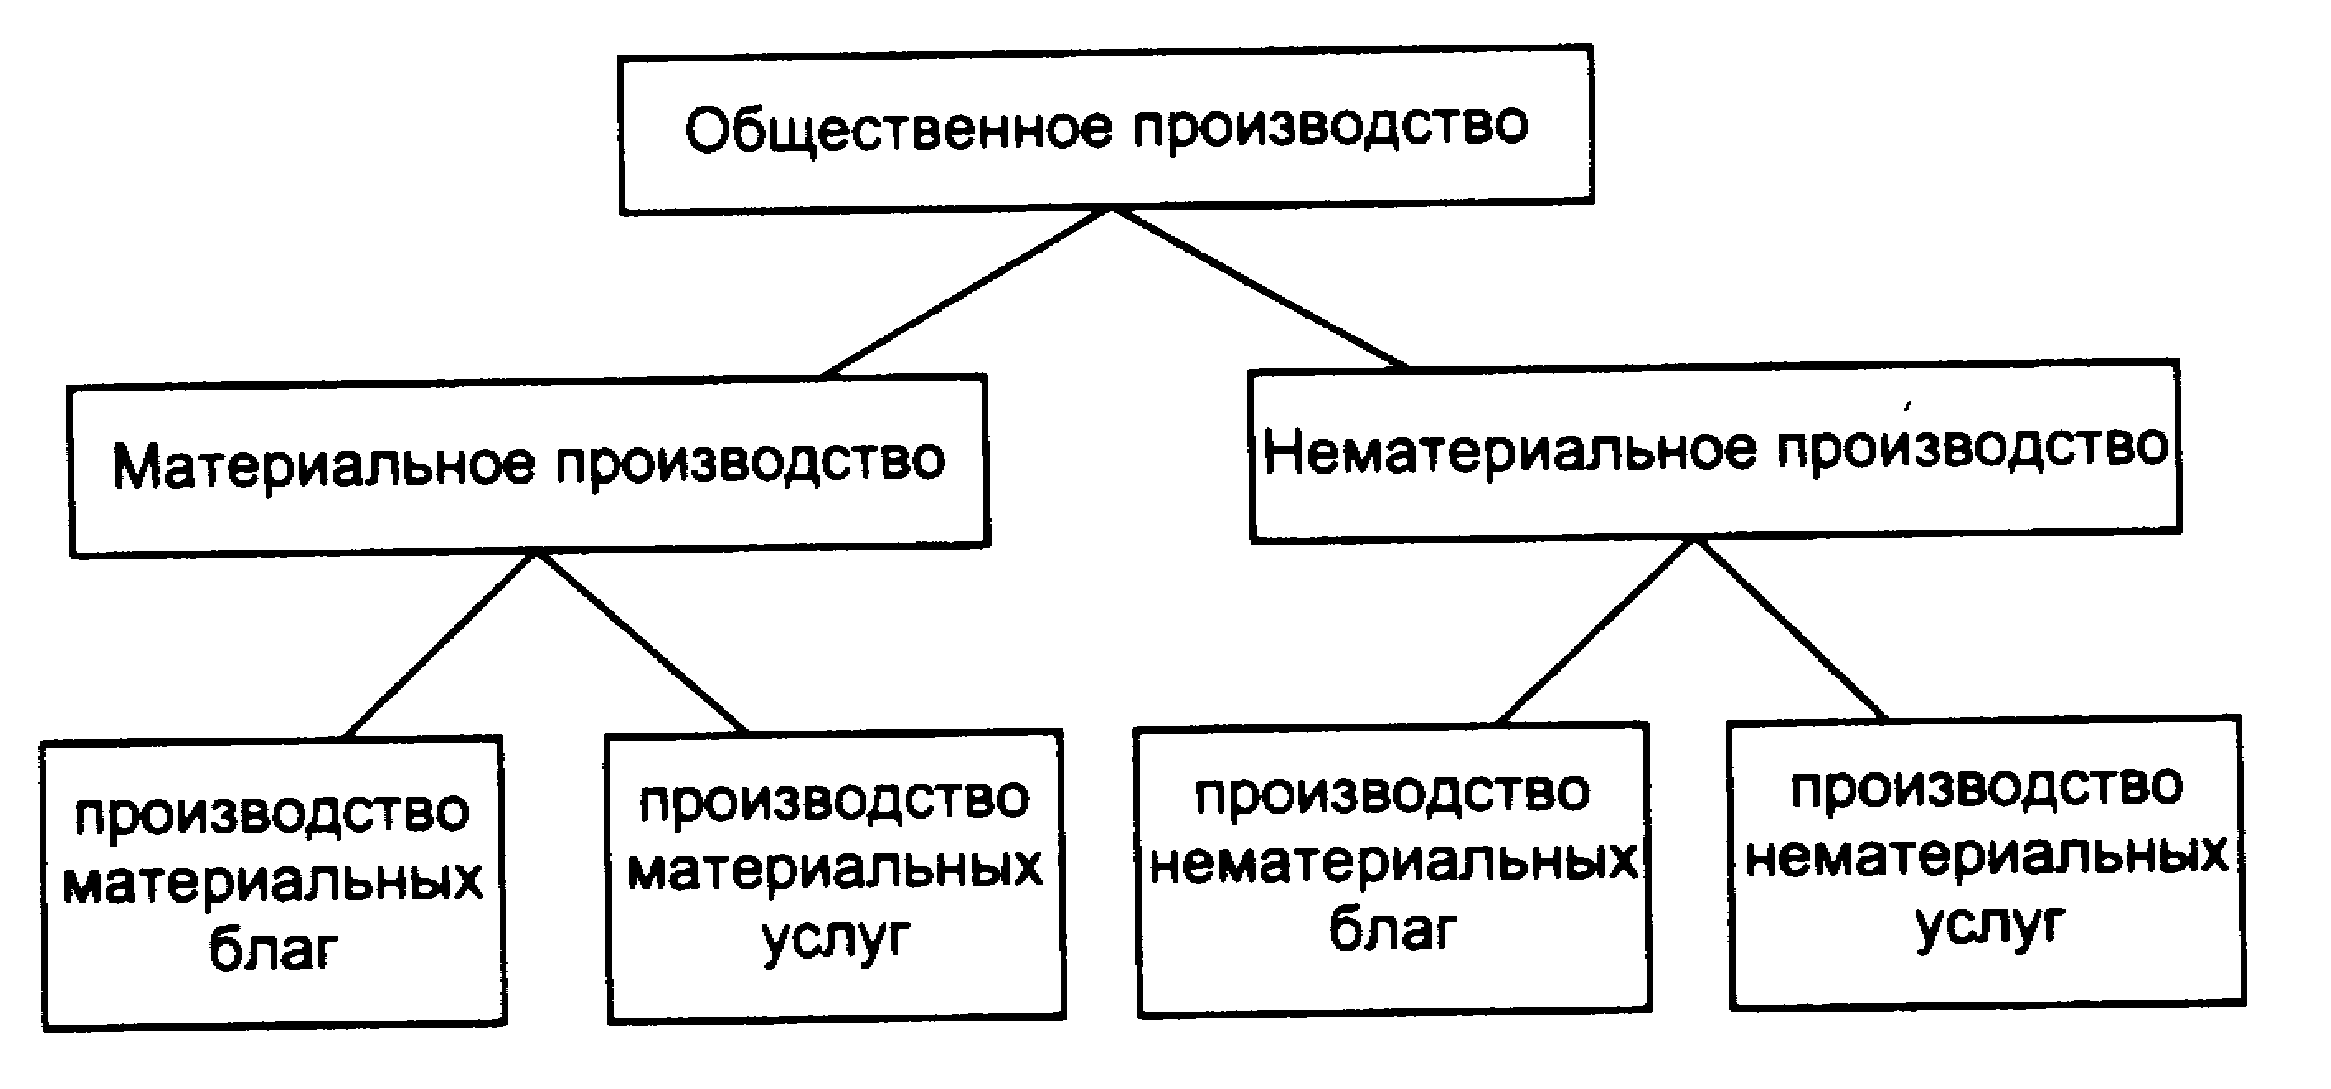 Общественное производство
Материальное производство
Нематериальное производство
производство
материальных
благ
производство
материальных
услуг
производство
нематериальных
благ
производство
нематериальных
услуг